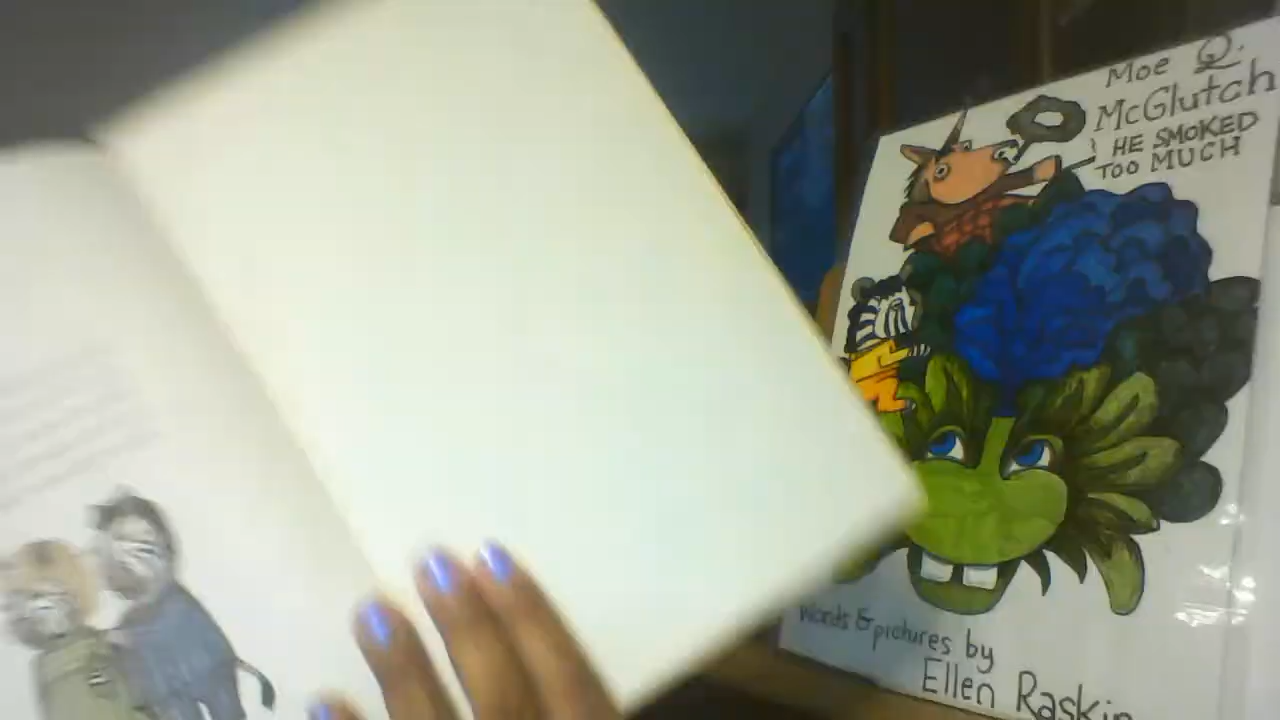 Moe Q.
McGlutch
HE SMOKED
TOO MUCH
words & pictures by
Ellen Raskin